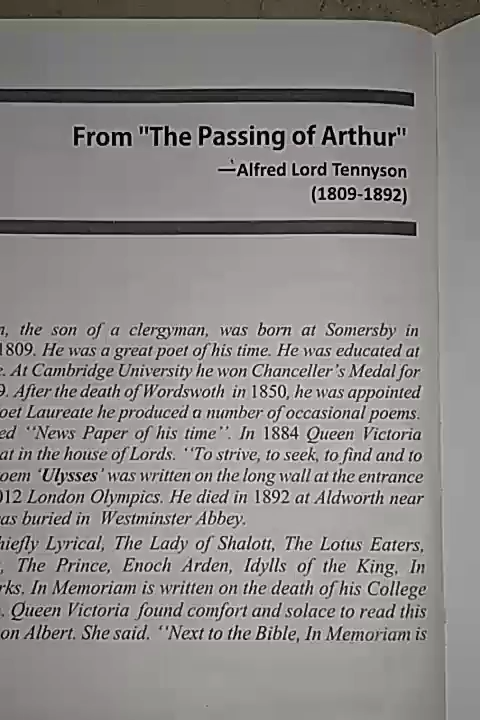 From "The Passing of Arthur"
—Alfred Lord Tennyson
(1809-1892)
, the son of a clergyman, was born at Somersby in
1809. He was a great poet of his time. He was educated at
. At Cambridge University he won Chanceller's Medal for
9. After the death of Wordswoth in 1850, he was appointed
oet Laureate he produced a number of occasional poems.
ed "News Paper of his time". In 1884 Queen Victoria
at in the house of Lords. "To strive, to seek, to find and to
oem 'Ulysses' was written on the long wall at the entrance
012 London Olympics. He died in 1892 at Aldworth near
as buried in Westminster Abbey.
hiefly Lyrical, The Lady of Shalott, The Lotus Eaters,
, The Prince, Enoch Arden, Idylls of the King, In
rks. In Memoriam is written on the death of his College
. Queen Victoria found comfort and solace to read this
on Albert. She said. "Next to the Bible, In Memoriam is